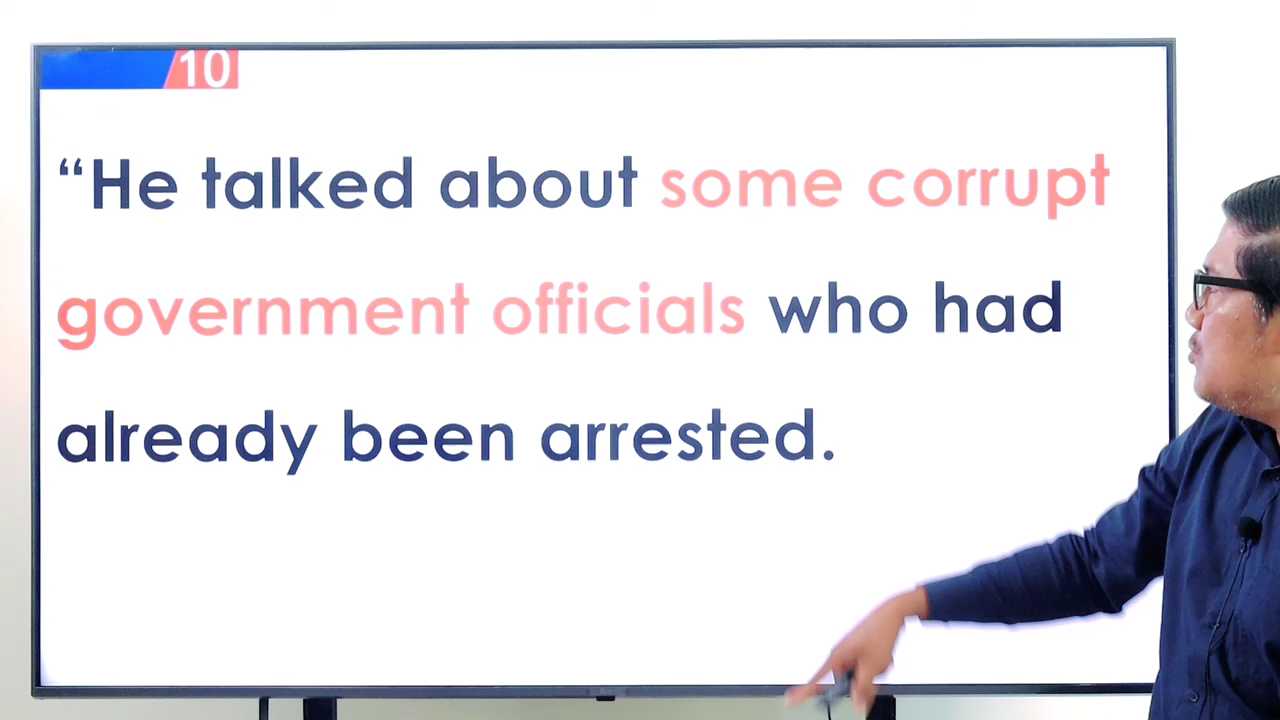 10
“He talked about some corrupt
government officials who had
already been arrested.